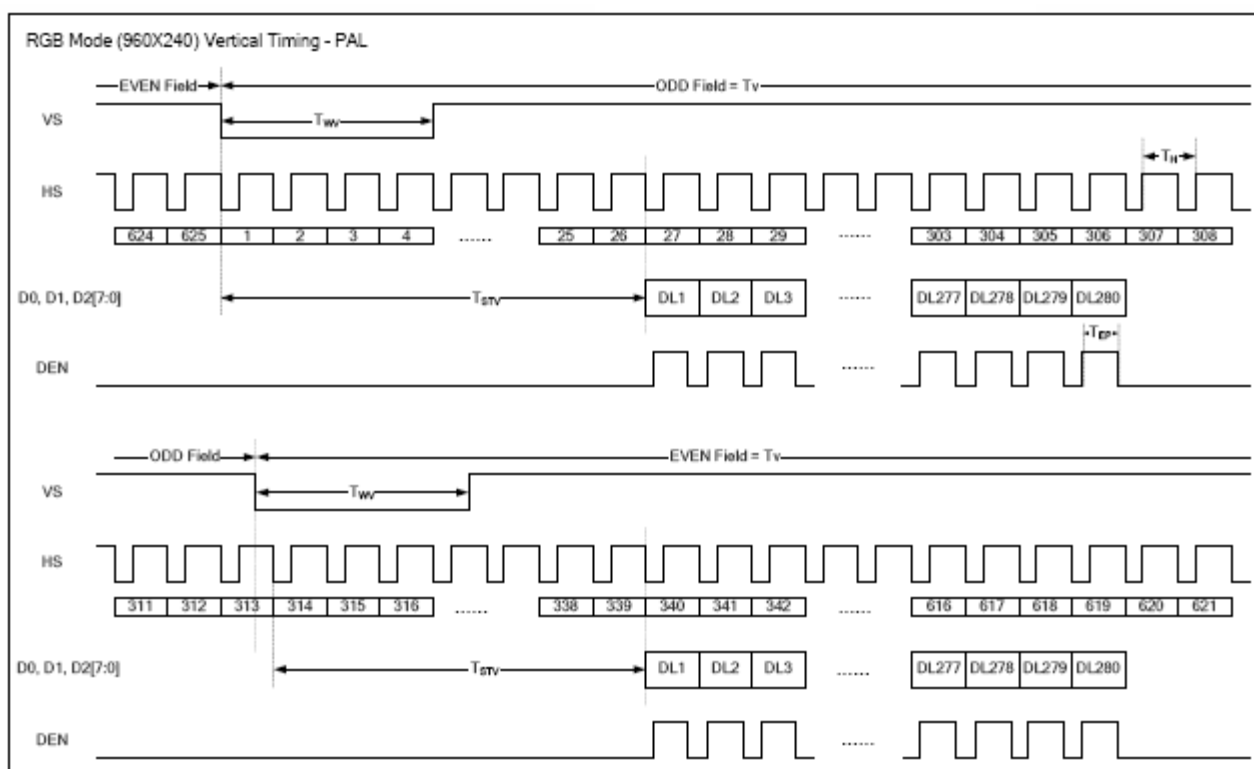 RGB Mode (960X240) Vertical Timing - PAL
EVEN Field ODD Field = Tv
VS TWV
TH
HS
624 625 1 2 3 4 ...... 25 26 27 28 29 ...... 303 304 305 306 307 308
D0, D1, D2[7:0] TSTV DL1 DL2 DL3 ...... DL277 DL278 DL279 DL280
TEP
DEN ......
ODD Field EVEN Field = Tv
VS TWV
HS
311 312 313 314 315 316 ...... 338 339 340 341 342 ...... 616 617 618 619 620 621
D0, D1, D2[7:0] TSTV DL1 DL2 DL3 ...... DL277 DL278 DL279 DL280
DEN ......